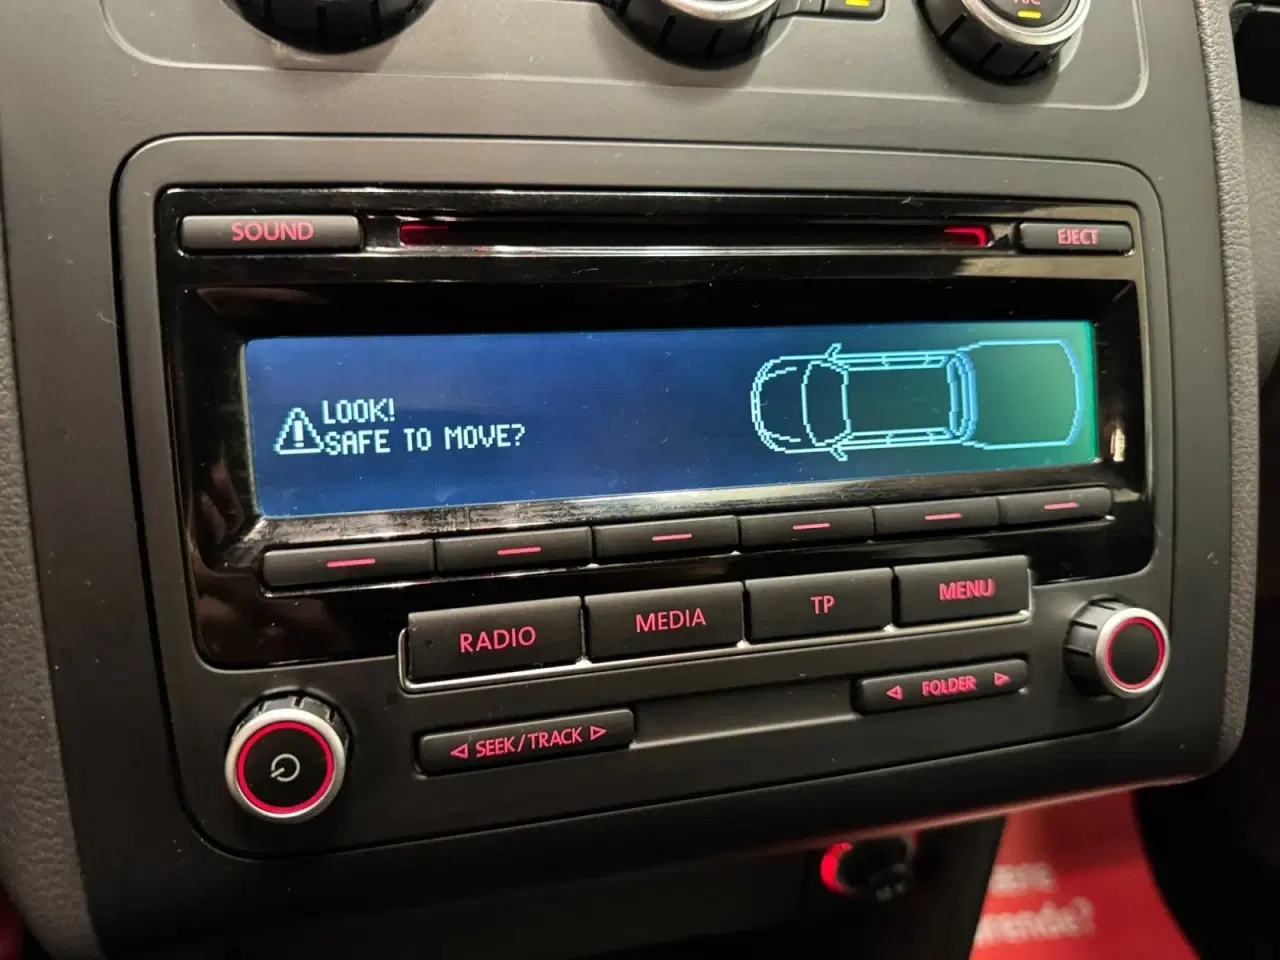 A/C
SOUND
EJECT
LOOK!
SAFE TO MOVE?
RADIO
MEDIA
TP
MENU
FOLDER
SEEK/TRACK